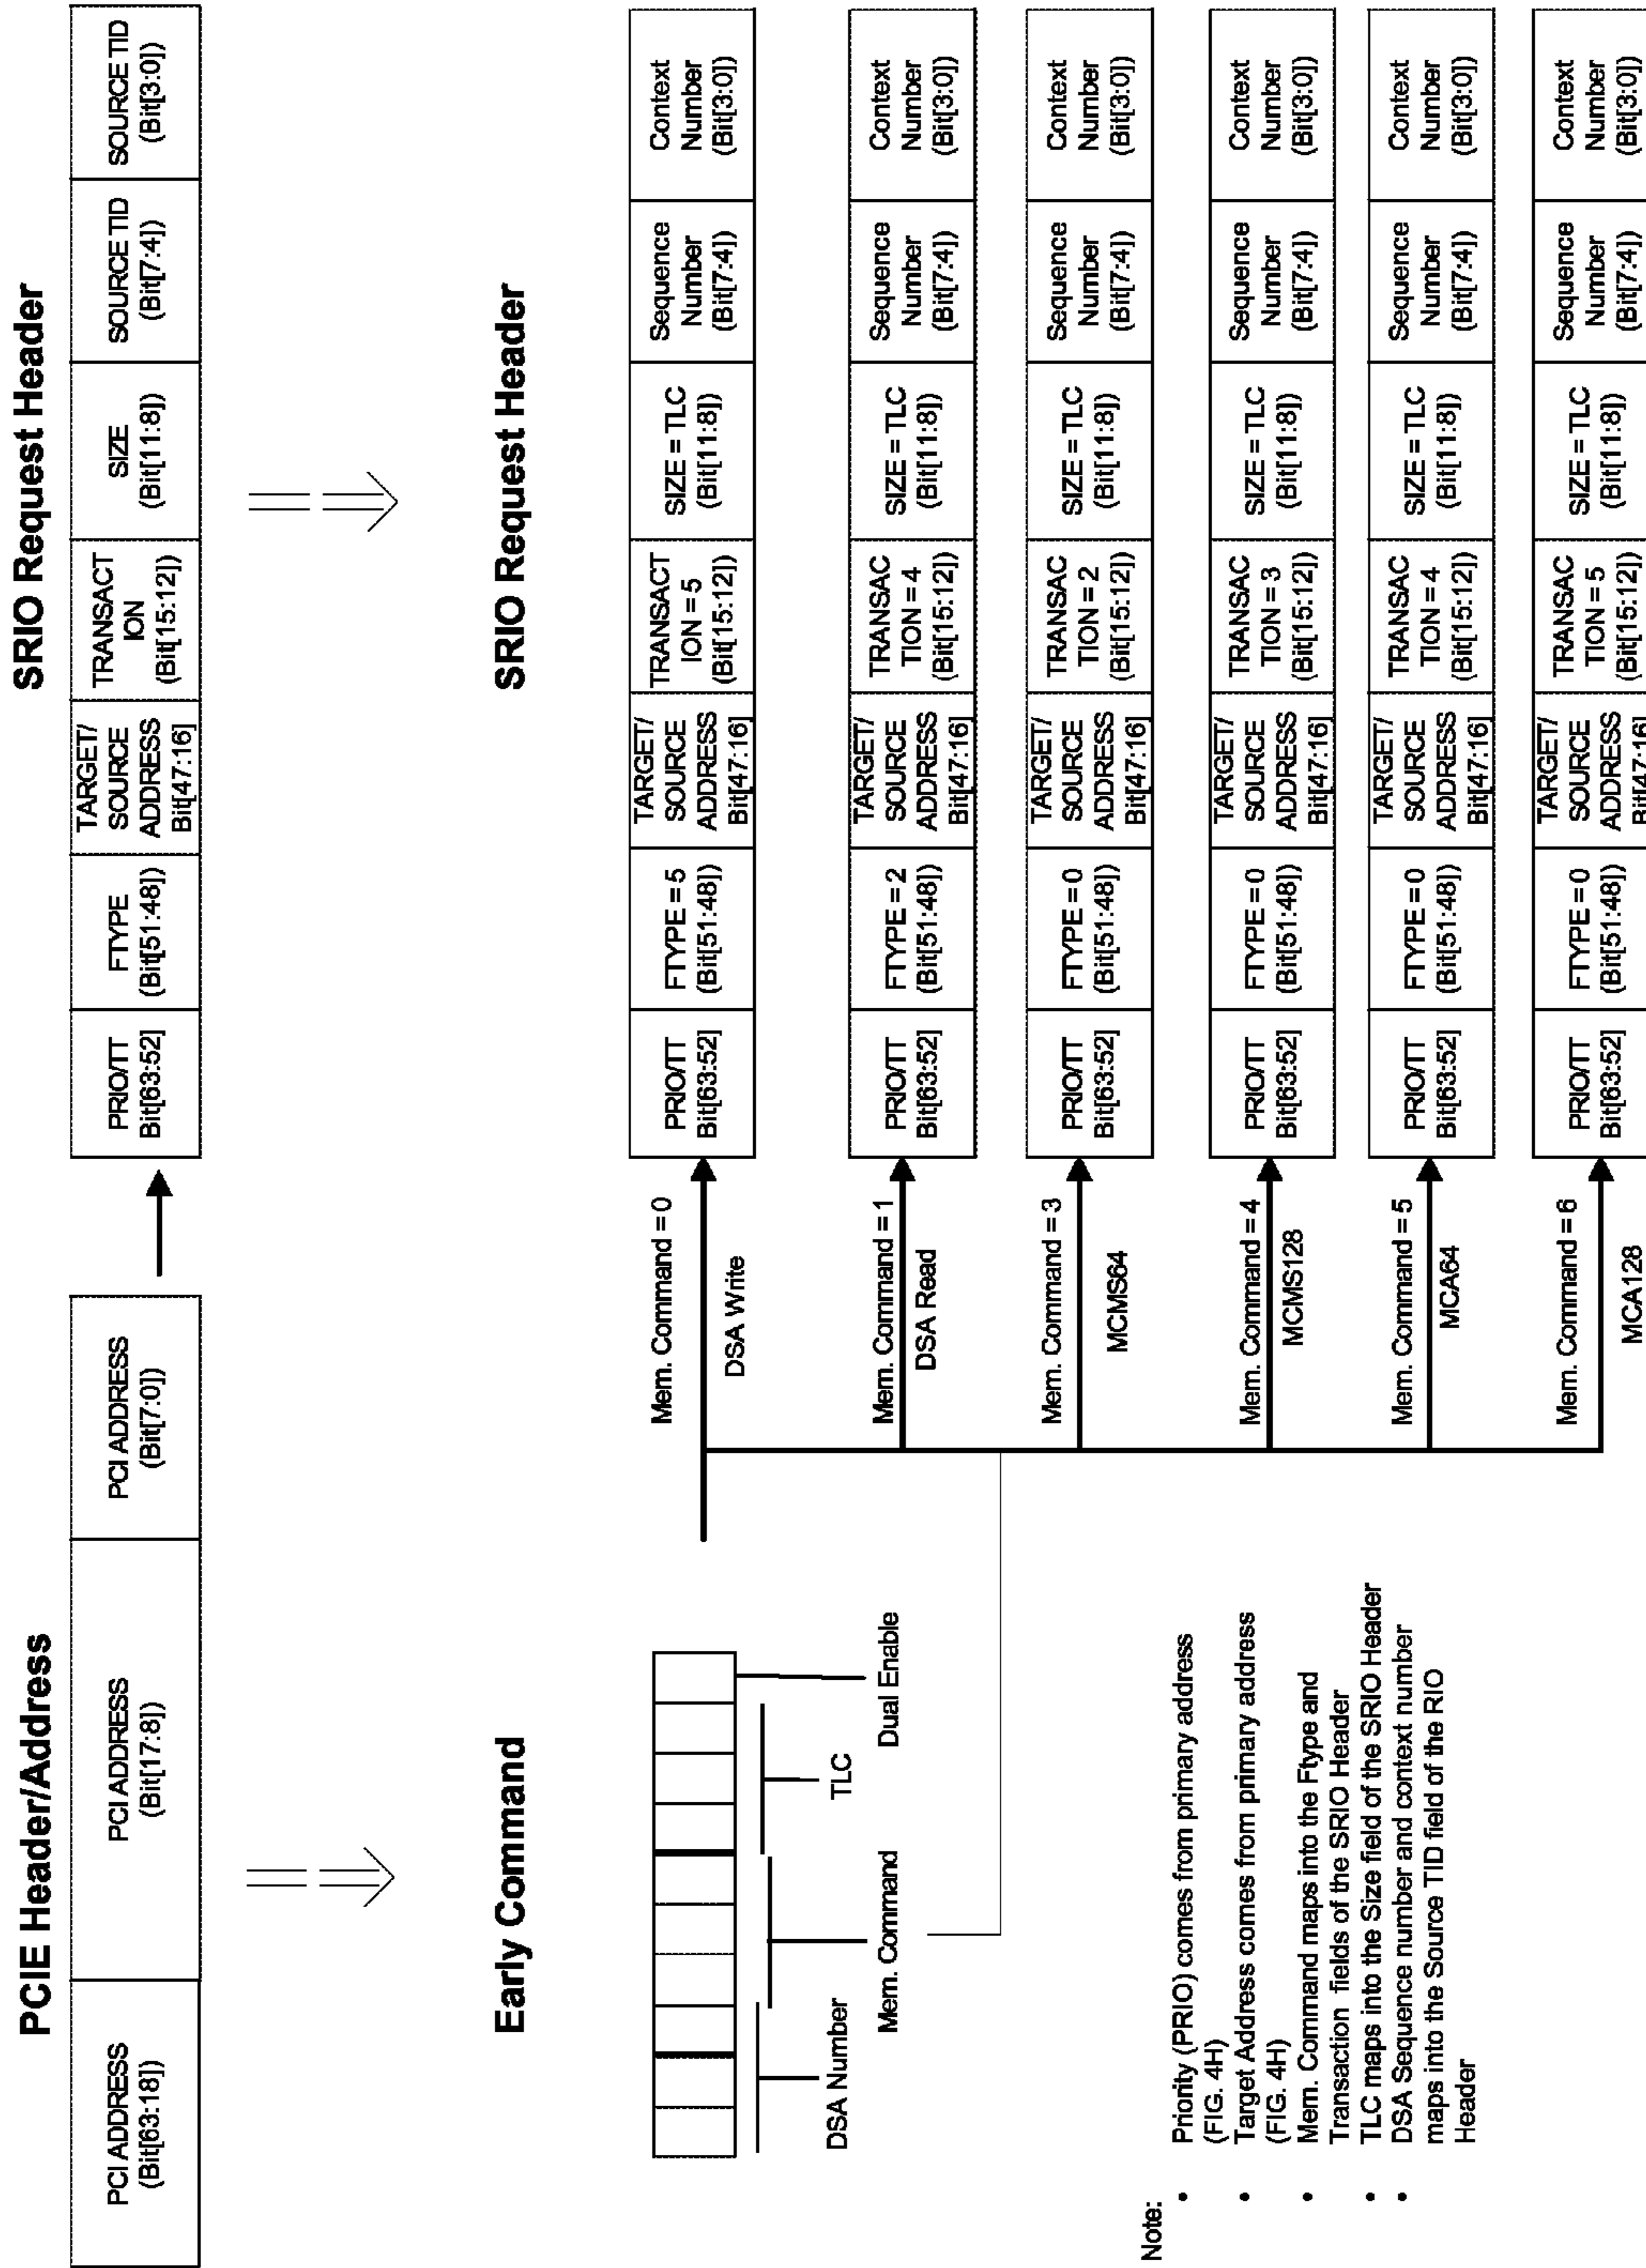 PCIE Header/Address
SRIO Request Header
PCI ADDRESS
(Bit[63:18])
PCI ADDRESS
(Bit[17:8])
PCI ADDRESS
(Bit[7:0])
PRIO/TT
Bit[63:52]
FTYPE
(Bit[51:48])
TARGET/
SOURCE
ADDRESS
Bit[47:16]
TRANSACT
ION
(Bit[15:12])
SIZE
(Bit[11:8])
SOURCE TID
(Bit[7:4])
SOURCE TID
(Bit[3:0])
Early Command
SRIO Request Header
DSA Number
Mem. Command
TLC
Dual Enable
Mem. Command = 0
DSA Write
PRIO/TT
Bit[63:52]
FTYPE = 5
(Bit[51:48])
TARGET/
SOURCE
ADDRESS
Bit[47:16]
TRANSACT
ION = 5
(Bit[15:12])
SIZE = TLC
(Bit[11:8])
Sequence
Number
(Bit[7:4])
Context
Number
(Bit[3:0])
Mem. Command = 1
DSA Read
PRIO/TT
Bit[63:52]
FTYPE = 2
(Bit[51:48])
TARGET/
SOURCE
ADDRESS
Bit[47:16]
TRANSAC
TION = 4
(Bit[15:12])
SIZE = TLC
(Bit[11:8])
Sequence
Number
(Bit[7:4])
Context
Number
(Bit[3:0])
Mem. Command = 3
MCMS64
PRIO/TT
Bit[63:52]
FTYPE = 0
(Bit[51:48])
TARGET/
SOURCE
ADDRESS
Bit[47:16]
TRANSAC
TION = 2
(Bit[15:12])
SIZE = TLC
(Bit[11:8])
Sequence
Number
(Bit[7:4])
Context
Number
(Bit[3:0])
Mem. Command = 4
MCMS128
PRIO/TT
Bit[63:52]
FTYPE = 0
(Bit[51:48])
TARGET/
SOURCE
ADDRESS
Bit[47:16]
TRANSAC
TION = 3
(Bit[15:12])
SIZE = TLC
(Bit[11:8])
Sequence
Number
(Bit[7:4])
Context
Number
(Bit[3:0])
Mem. Command = 5
MCA64
PRIO/TT
Bit[63:52]
FTYPE = 0
(Bit[51:48])
TARGET/
SOURCE
ADDRESS
Bit[47:16]
TRANSAC
TION = 4
(Bit[15:12])
SIZE = TLC
(Bit[11:8])
Sequence
Number
(Bit[7:4])
Context
Number
(Bit[3:0])
Mem. Command = 6
MCA128
PRIO/TT
Bit[63:52]
FTYPE = 0
(Bit[51:48])
TARGET/
SOURCE
ADDRESS
Bit[47:16]
TRANSAC
TION = 5
(Bit[15:12])
SIZE = TLC
(Bit[11:8])
Sequence
Number
(Bit[7:4])
Context
Number
(Bit[3:0])
Note:
• Priority (PRIO) comes from primary address
(FIG. 4H)
• Target Address comes from primary address
(FIG. 4H)
• Mem. Command maps into the Ftype and
Transaction fields of the SRIO Header
• TLC maps into the Size field of the SRIO Header
• DSA Sequence number and context number
maps into the Source TID field of the RIO
Header